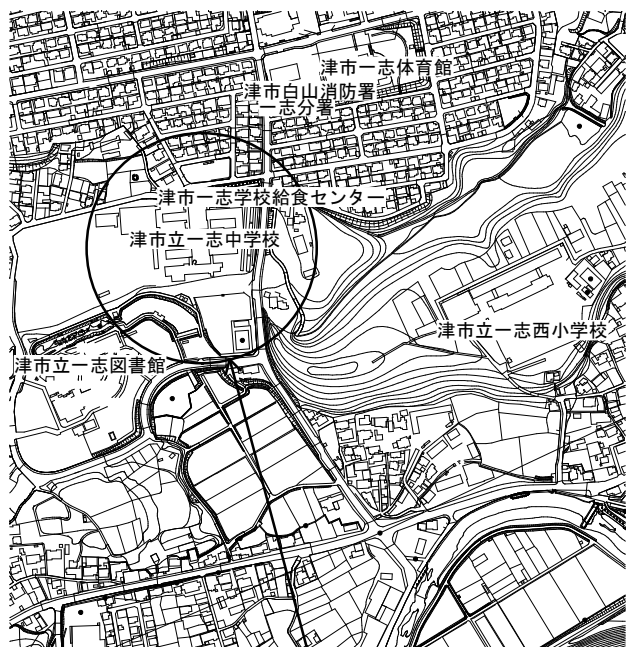 津市一志体育館
津市白山消防署
一志分署
津市一志学校給食センター
津市立一志中学校
津市立一志西小学校
津市立一志図書館